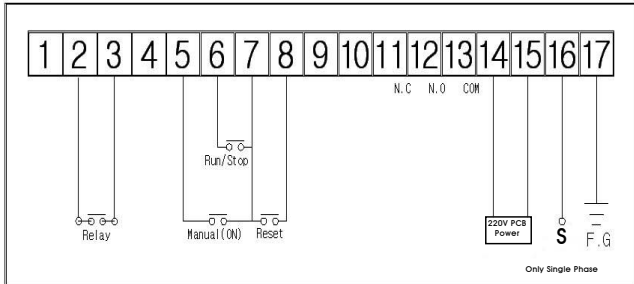 1 2 3 4 5 6 7 8 9 10 11 12 13 14 15 16 17
N.C N.O COM
Run/Stop
Relay Manual(ON) Reset
220V PCB
Power
S F.G
Only Single Phase